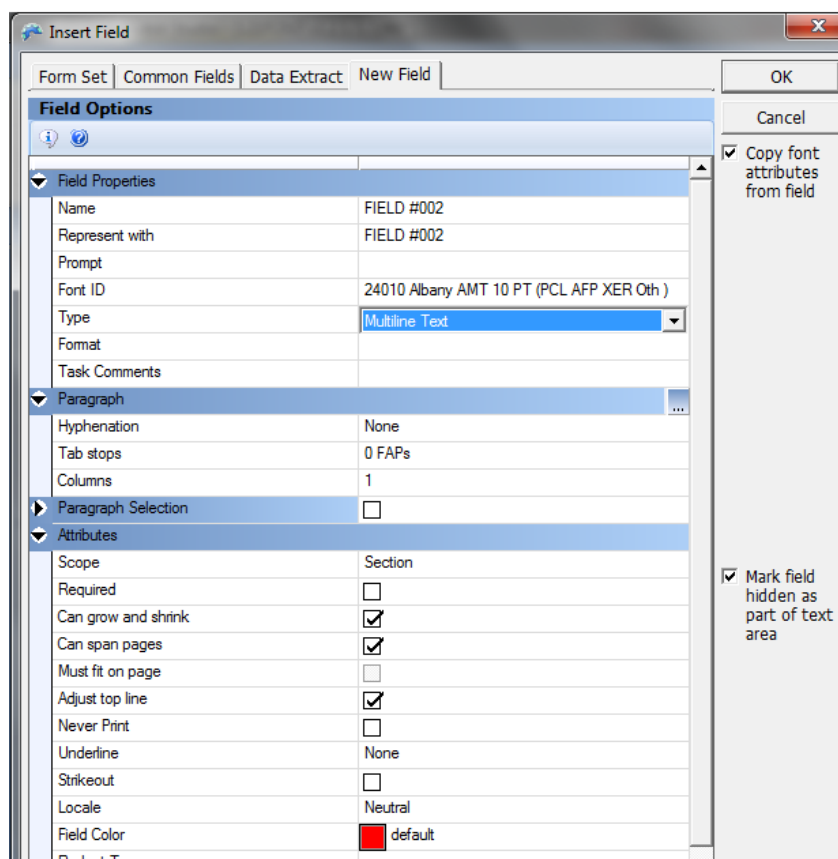 Insert Field
Form Set Common Fields Data Extract New Field
OK
Field Options
Cancel
Copy font
attributes
from field
Field Properties
Name FIELD #002
Represent with FIELD #002
Prompt
Font ID 24010 Albany AMT 10 PT (PCL AFP XER Oth )
Type Multiline Text
Format
Task Comments
Paragraph ...
Hyphenation None
Tab stops 0 FAPs
Columns 1
Paragraph Selection
Attributes
Scope Section
Required
Mark field
hidden as
part of text
area
Can grow and shrink
Can span pages
Must fit on page
Adjust top line
Never Print
Underline None
Strikeout
Locale Neutral
Field Color default